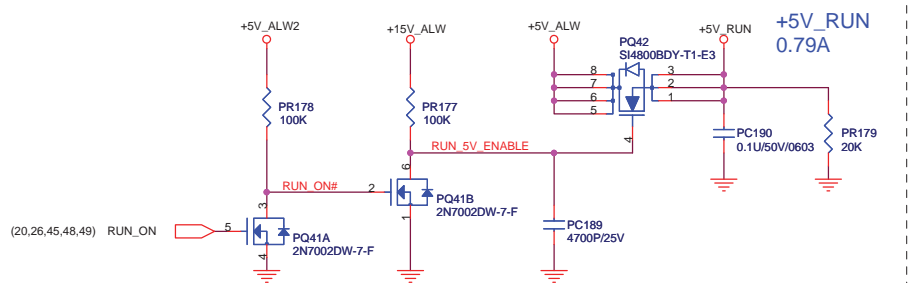 +5V_ALW2
+15V_ALW
+5V_ALW
+5V_RUN
+5V_RUN
0.79A
PQ42
SI4800BDY-T1-E3
8
7
6
5
3
2
1
4
PR178
100K
PR177
100K
PC190
0.1U/50V/0603
PR179
20K
RUN_5V_ENABLE
6
RUN_ON#
2
PQ41B
2N7002DW-7-F
1
3
(20,26,45,48,49) RUN_ON
5
PQ41A
2N7002DW-7-F
4
PC189
4700P/25V